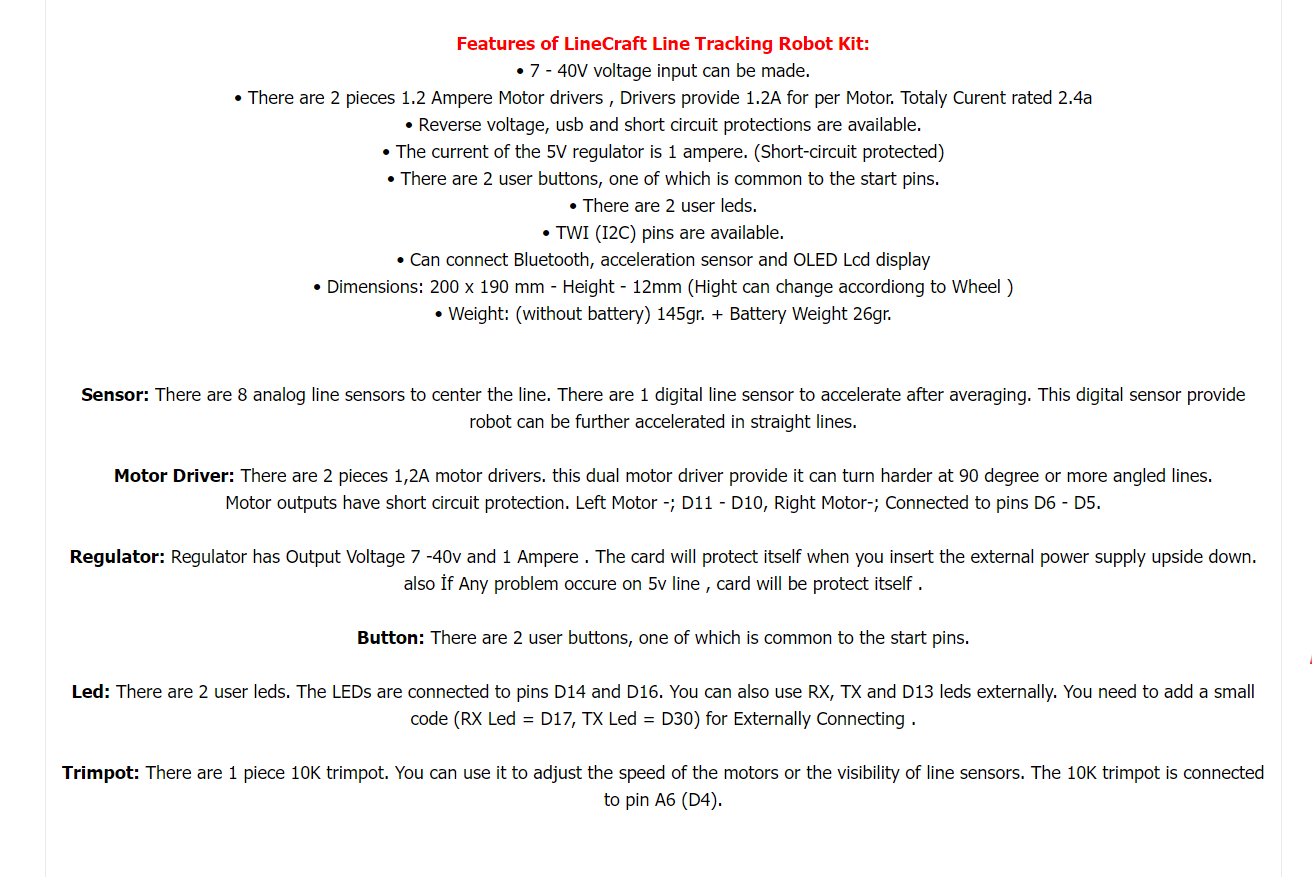 Features of LineCraft Line Tracking Robot Kit:
• 7 - 40V voltage input can be made.
• There are 2 pieces 1.2 Ampere Motor drivers , Drivers provide 1.2A for per Motor. Totaly Curent rated 2.4a
• Reverse voltage, usb and short circuit protections are available.
• The current of the 5V regulator is 1 ampere. (Short-circuit protected)
• There are 2 user buttons, one of which is common to the start pins.
• There are 2 user leds.
• TWI (I2C) pins are available.
• Can connect Bluetooth, acceleration sensor and OLED Lcd display
• Dimensions: 200 x 190 mm - Height - 12mm (Hight can change accordiong to Wheel )
• Weight: (without battery) 145gr. + Battery Weight 26gr.
Sensor: There are 8 analog line sensors to center the line. There are 1 digital line sensor to accelerate after averaging. This digital sensor provide
robot can be further accelerated in straight lines.
Motor Driver: There are 2 pieces 1,2A motor drivers. this dual motor driver provide it can turn harder at 90 degree or more angled lines.
Motor outputs have short circuit protection. Left Motor -; D11 - D10, Right Motor-; Connected to pins D6 - D5.
Regulator: Regulator has Output Voltage 7 -40v and 1 Ampere . The card will protect itself when you insert the external power supply upside down.
also İf Any problem occure on 5v line , card will be protect itself .
Button: There are 2 user buttons, one of which is common to the start pins.
Led: There are 2 user leds. The LEDs are connected to pins D14 and D16. You can also use RX, TX and D13 leds externally. You need to add a small
code (RX Led = D17, TX Led = D30) for Externally Connecting .
Trimpot: There are 1 piece 10K trimpot. You can use it to adjust the speed of the motors or the visibility of line sensors. The 10K trimpot is connected
to pin A6 (D4).